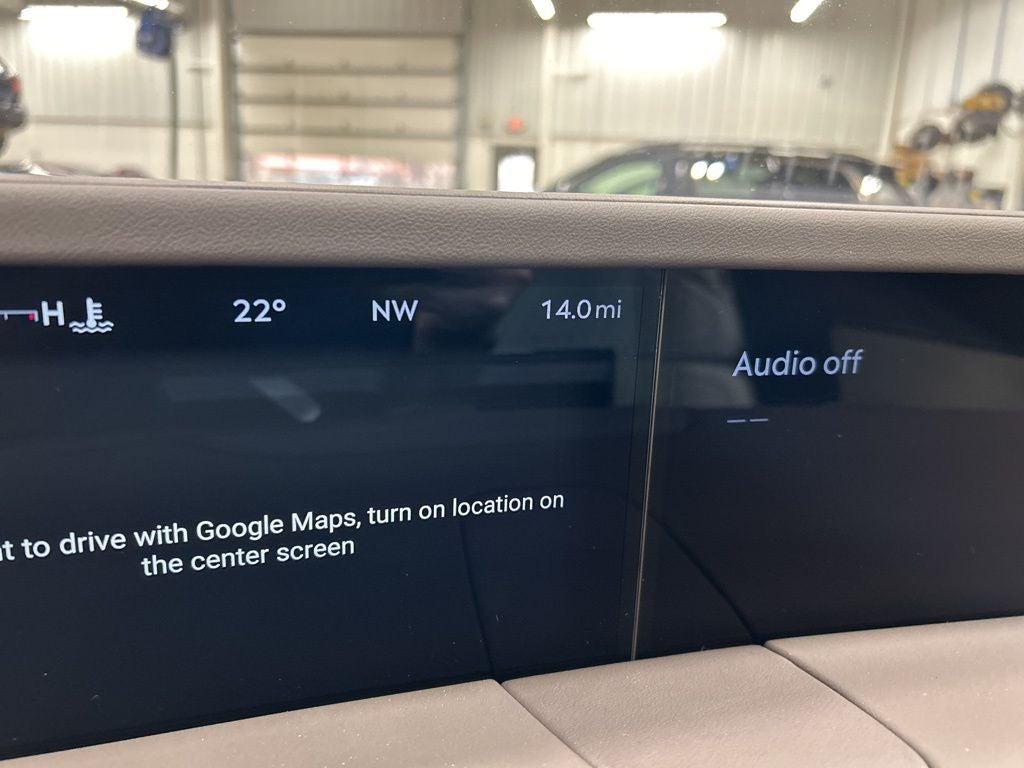 H 22° NW 14.0 mi
Audio off
— —
to drive with Google Maps, turn on location on
the center screen